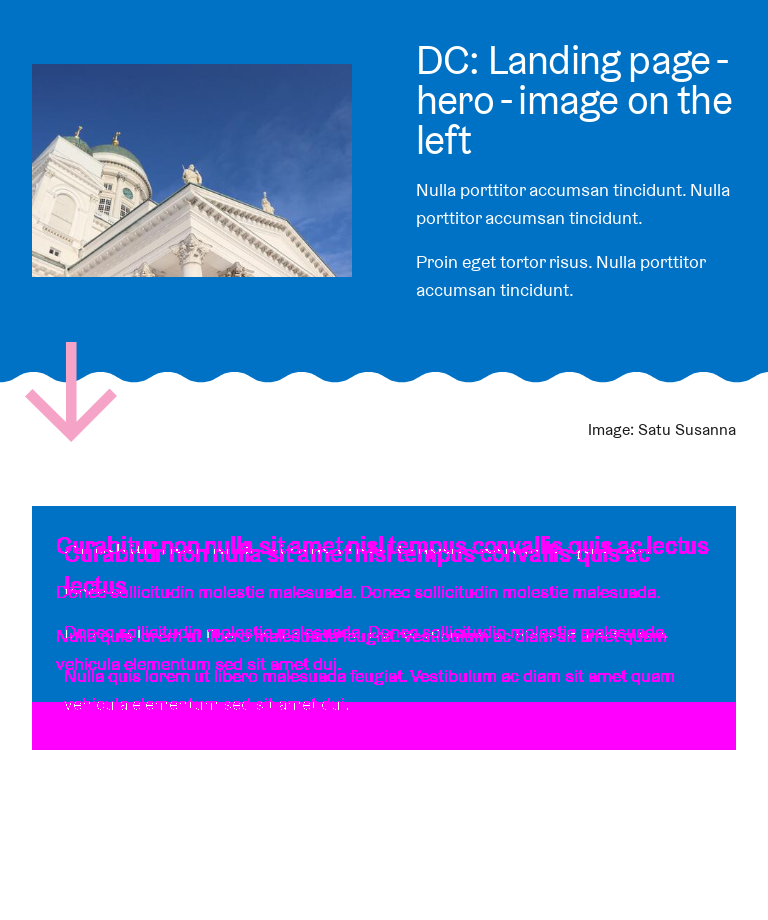 DC: Landing page -
hero - image on the
left
Nulla porttitor accumsan tincidunt. Nulla
porttitor accumsan tincidunt.
Proin eget tortor risus. Nulla porttitor
accumsan tincidunt.
Image: Satu Susanna
Curabitur non nulla sit amet nisl tempus convallis quis ac lectus
Curabitur non nulla sit amet nisl tempus convallis quis ac
lectus
Donec sollicitudin molestie malesuada. Donec sollicitudin molestie malesuada.
Donec sollicitudin molestie malesuada. Donec sollicitudin molestie malesuada.
Nulla quis lorem ut libero malesuada feugiat. Vestibulum ac diam sit amet quam
vehicula elementum sed sit amet dui.
Nulla quis lorem ut libero malesuada feugiat. Vestibulum ac diam sit amet quam
vehicula elementum sed sit amet dui.